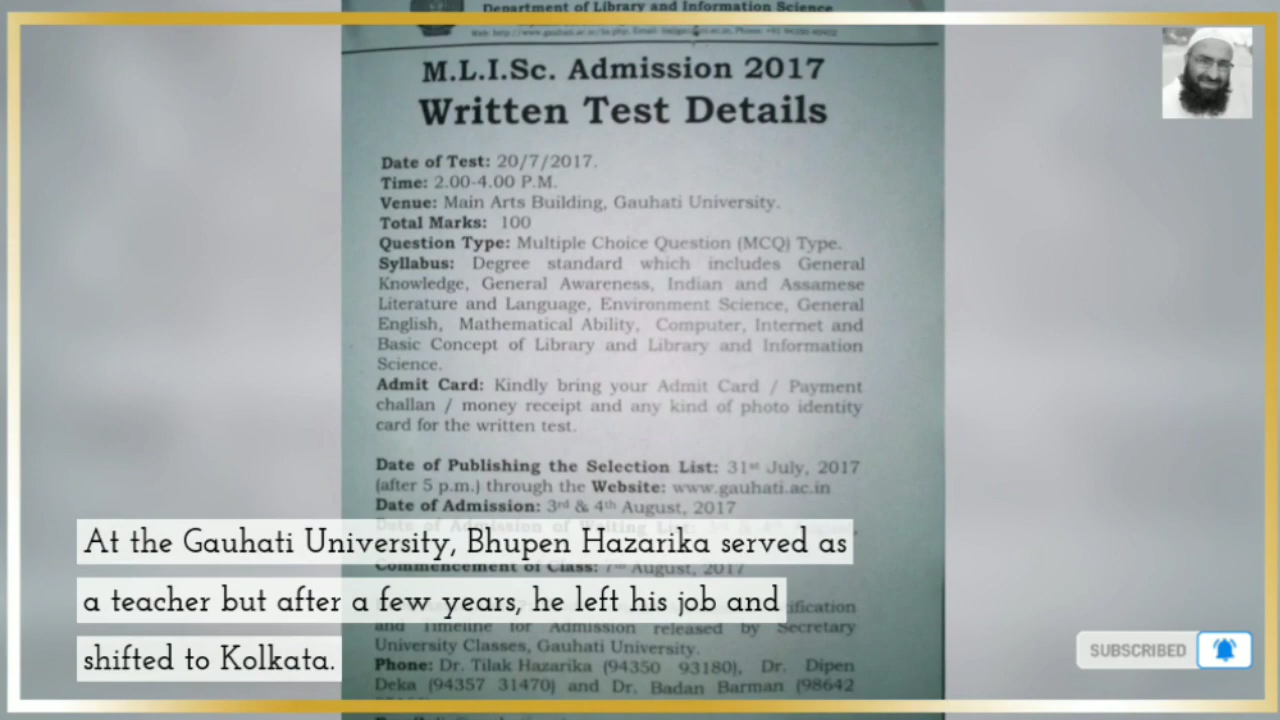 Department of Library and Information Science
M.L.I.Sc. Admission 2017
Written Test Details
Date of Test: 20/7/2017.
Time: 2.00-4.00 P.M.
Venue: Main Arts Building, Gauhati University.
Total Marks: 100
Question Type: Multiple Choice Question (MCQ) Type.
Syllabus: Degree standard which includes General
Knowledge, General Awareness, Indian and Assamese
Literature and Language, Environment Science, General
English, Mathematical Ability, Computer, Internet and
Basic Concept of Library and Library and Information
Science.
Admit Card: Kindly bring your Admit Card / Payment
challan / money receipt and any kind of photo identity
card for the written test.
Date of Publishing the Selection List: 31st July, 2017
(after 5 p.m.) through the Website: www.gauhati.ac.in
Date of Admission: 3rd & 4th August, 2017
At the Gauhati University, Bhupen Hazarika served as
Commencement of Class: 7th August, 2017
a teacher but after a few years, he left his job and
and Timeline for Admission released by Secretary
University Classes, Gauhati University.
shifted to Kolkata.
Phone: Dr. Tilak Hazarika (94350 93180), Dr. Dipen
Deka (94357 31470) and Dr. Badan Barman (98642
SUBSCRIBED